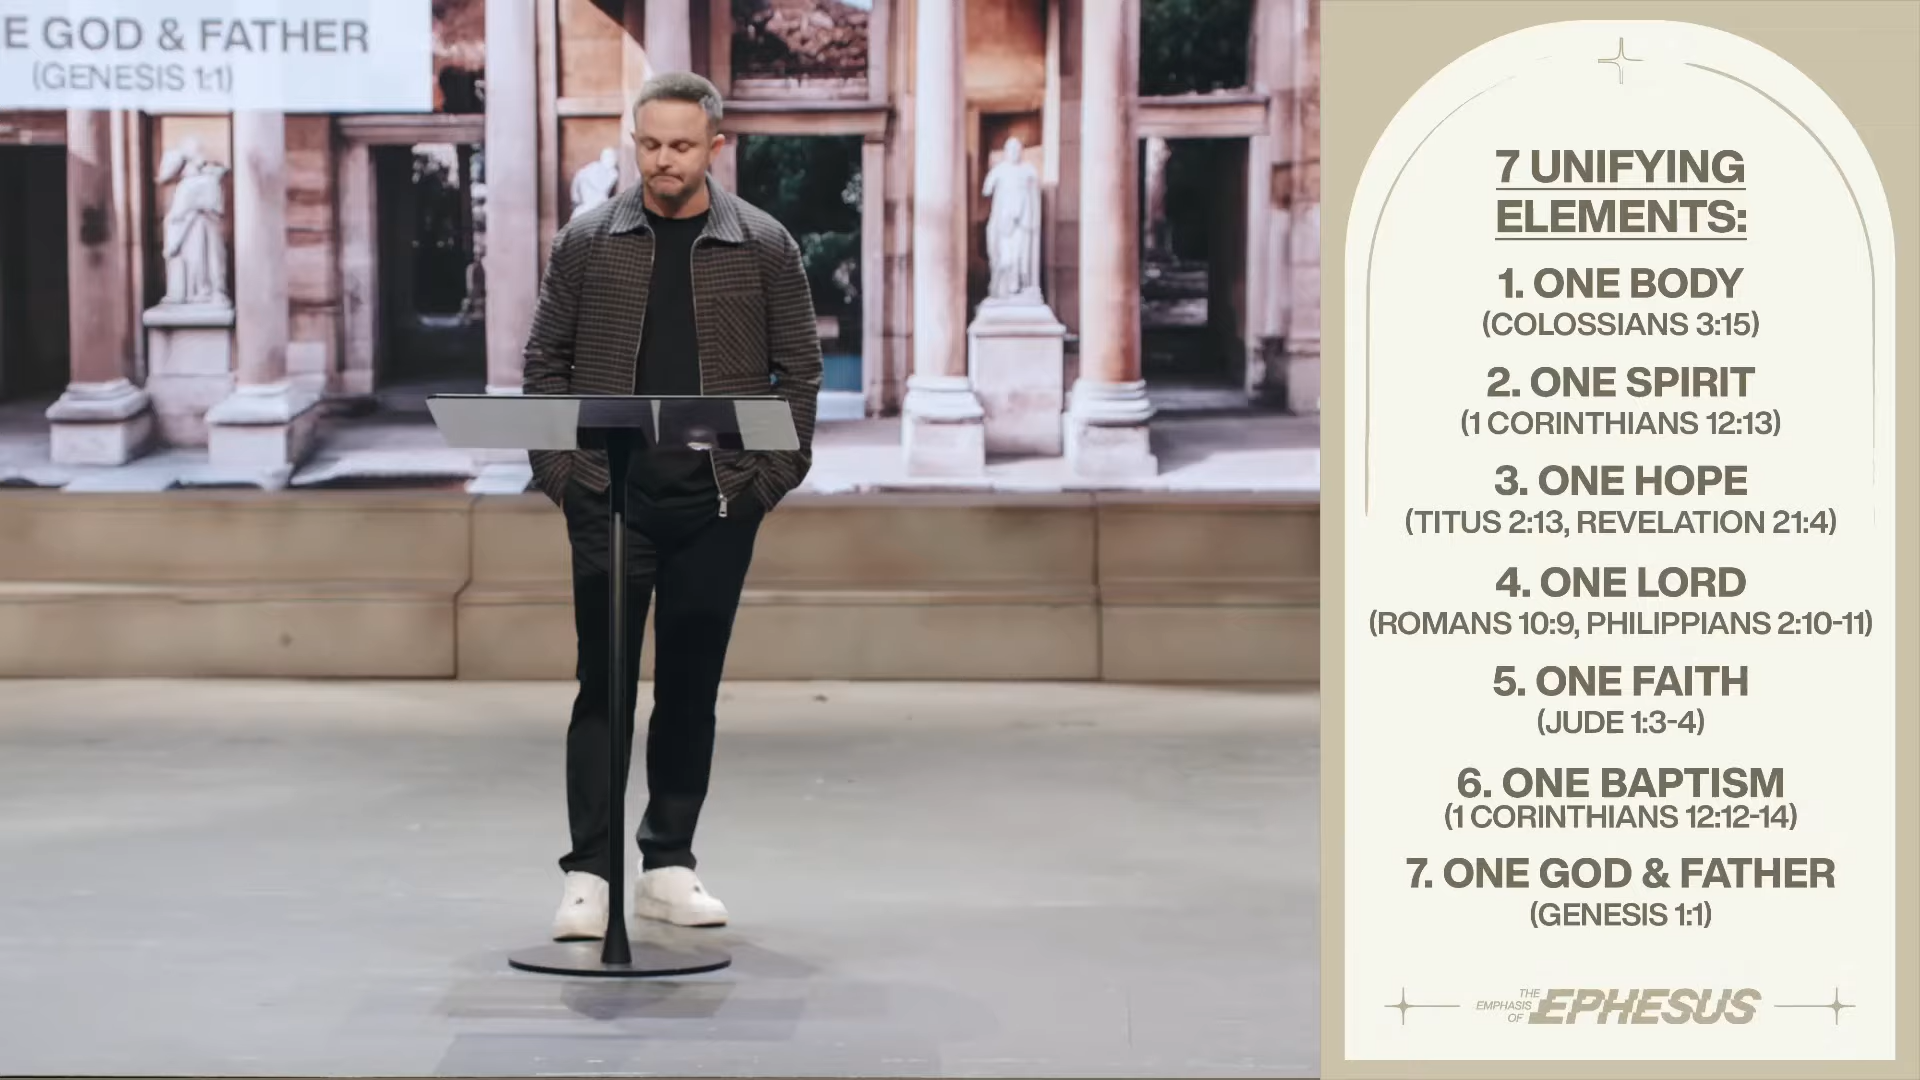 E GOD & FATHER
(GENESIS 1:1)
7 UNIFYING
ELEMENTS:
1. ONE BODY
(COLOSSIANS 3:15)
2. ONE SPIRIT
(1 CORINTHIANS 12:13)
3. ONE HOPE
(TITUS 2:13, REVELATION 21:4)
4. ONE LORD
(ROMANS 10:9, PHILIPPIANS 2:10-11)
5. ONE FAITH
(JUDE 1:3-4)
6. ONE BAPTISM
(1 CORINTHIANS 12:12-14)
7. ONE GOD & FATHER
(GENESIS 1:1)
THE
EMPHASIS
OF
EPHESUS